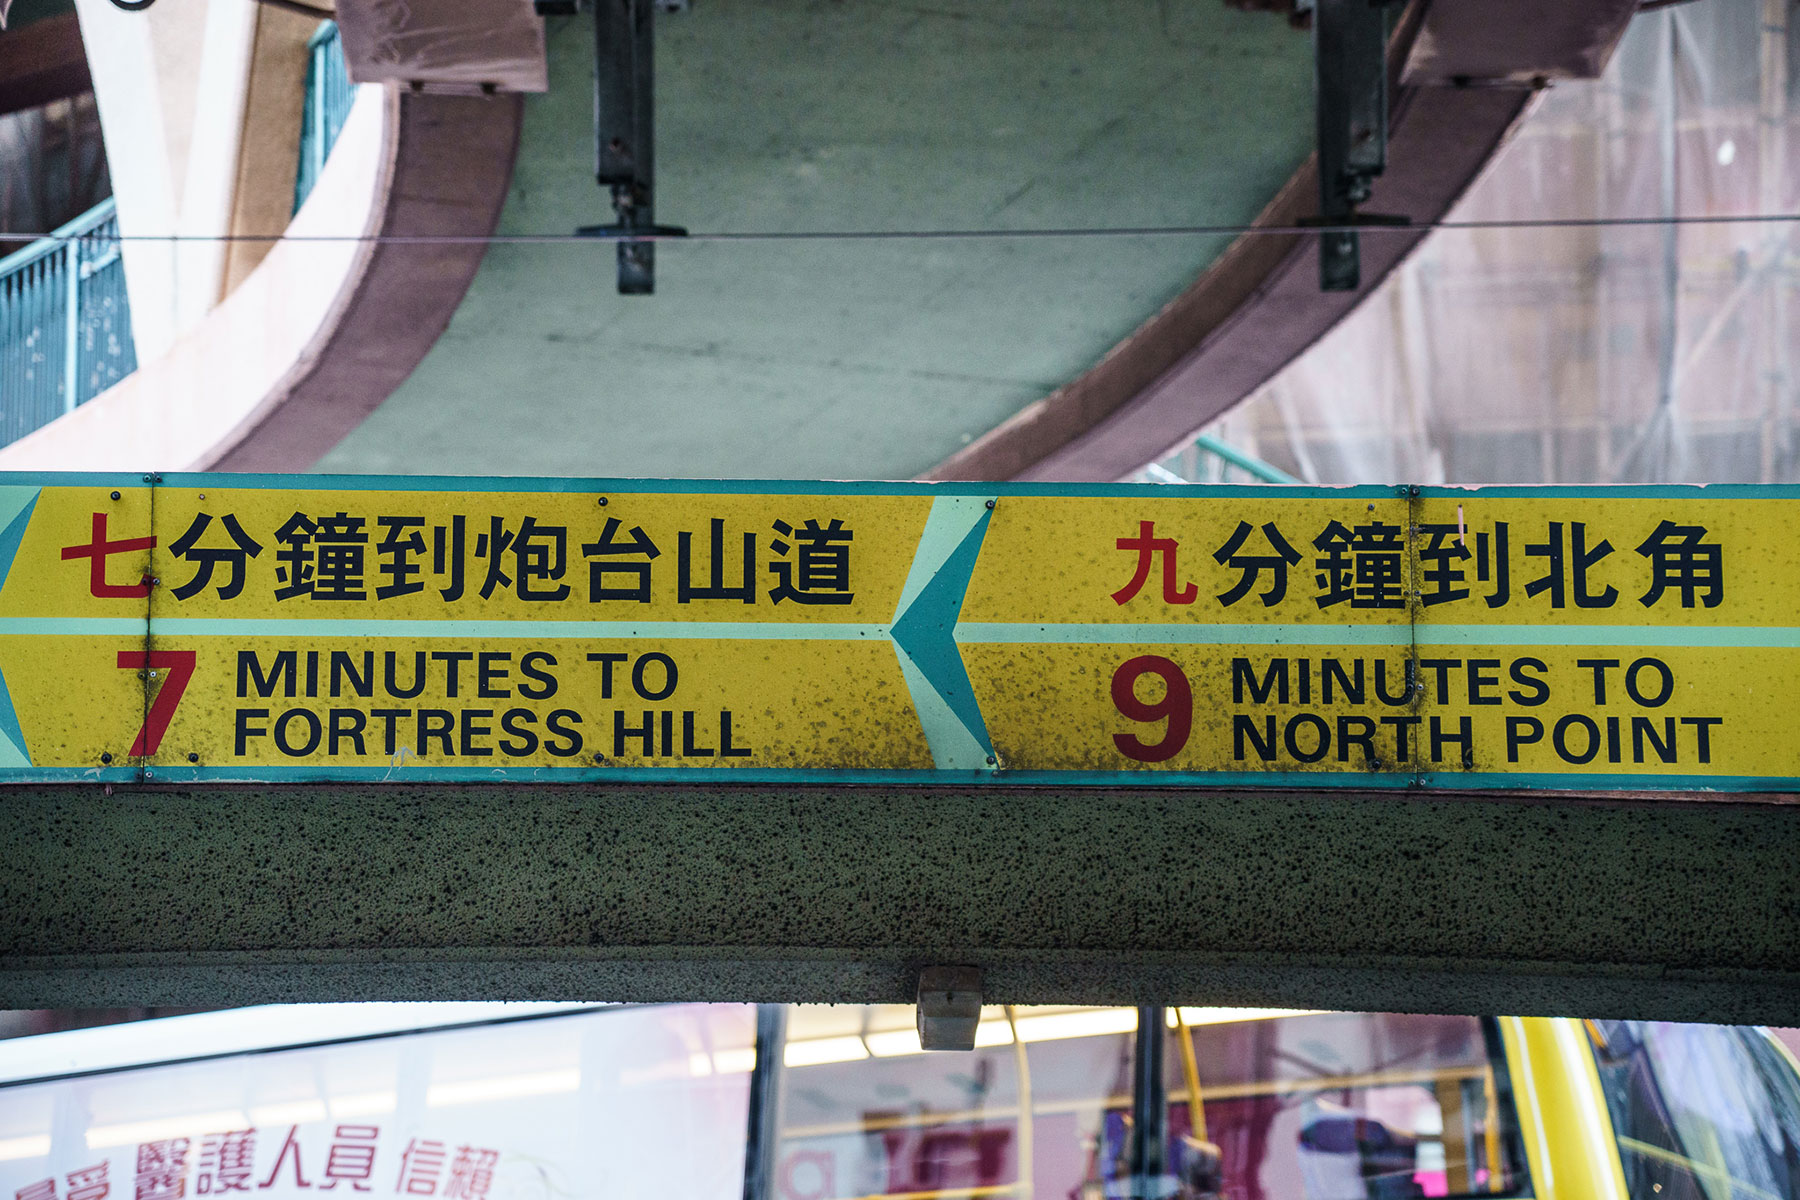 七分鐘到炮台山道
7 MINUTES TO
FORTRESS HILL
九分鐘到北角
9 MINUTES TO
NORTH POINT
醫護人員 信賴